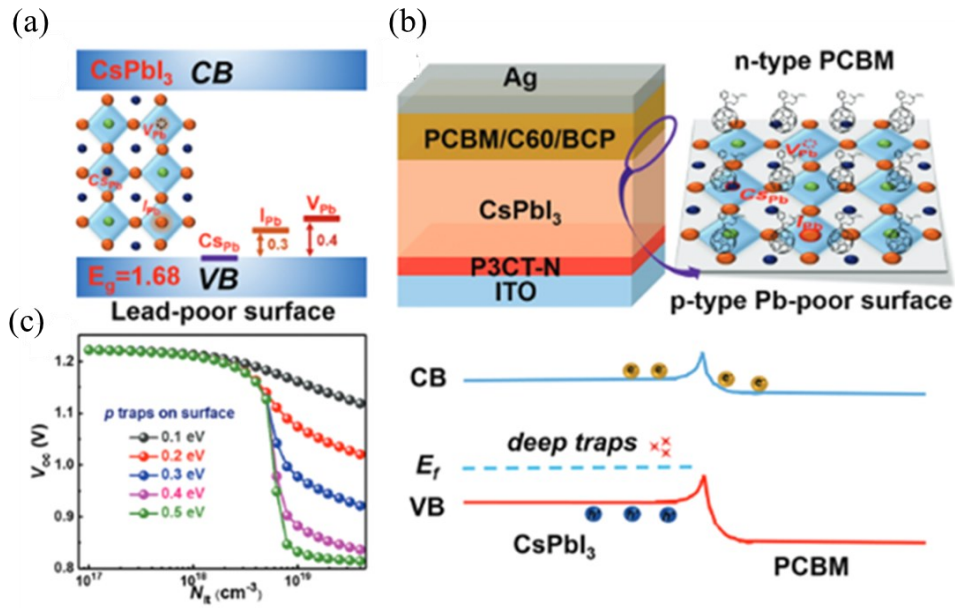 (a)
CsPbI3 CB
VPb
CsPb
IPb
CsPb
IPb
0.3
VPb
0.4
Eg=1.68 VB
Lead-poor surface
(b)
Ag
PCBM/C60/BCP
CsPbI3
P3CT-N
ITO
n-type PCBM
VPb
CsPb
IPb
p-type Pb-poor surface
(c)
Voc (V)
1.2
1.1
1.0
0.9
0.8
p traps on surface
0.1 eV
0.2 eV
0.3 eV
0.4 eV
0.5 eV
10^17
10^18
10^19
Nit (cm-3)
CB
deep traps
Ef
VB
CsPbI3
PCBM